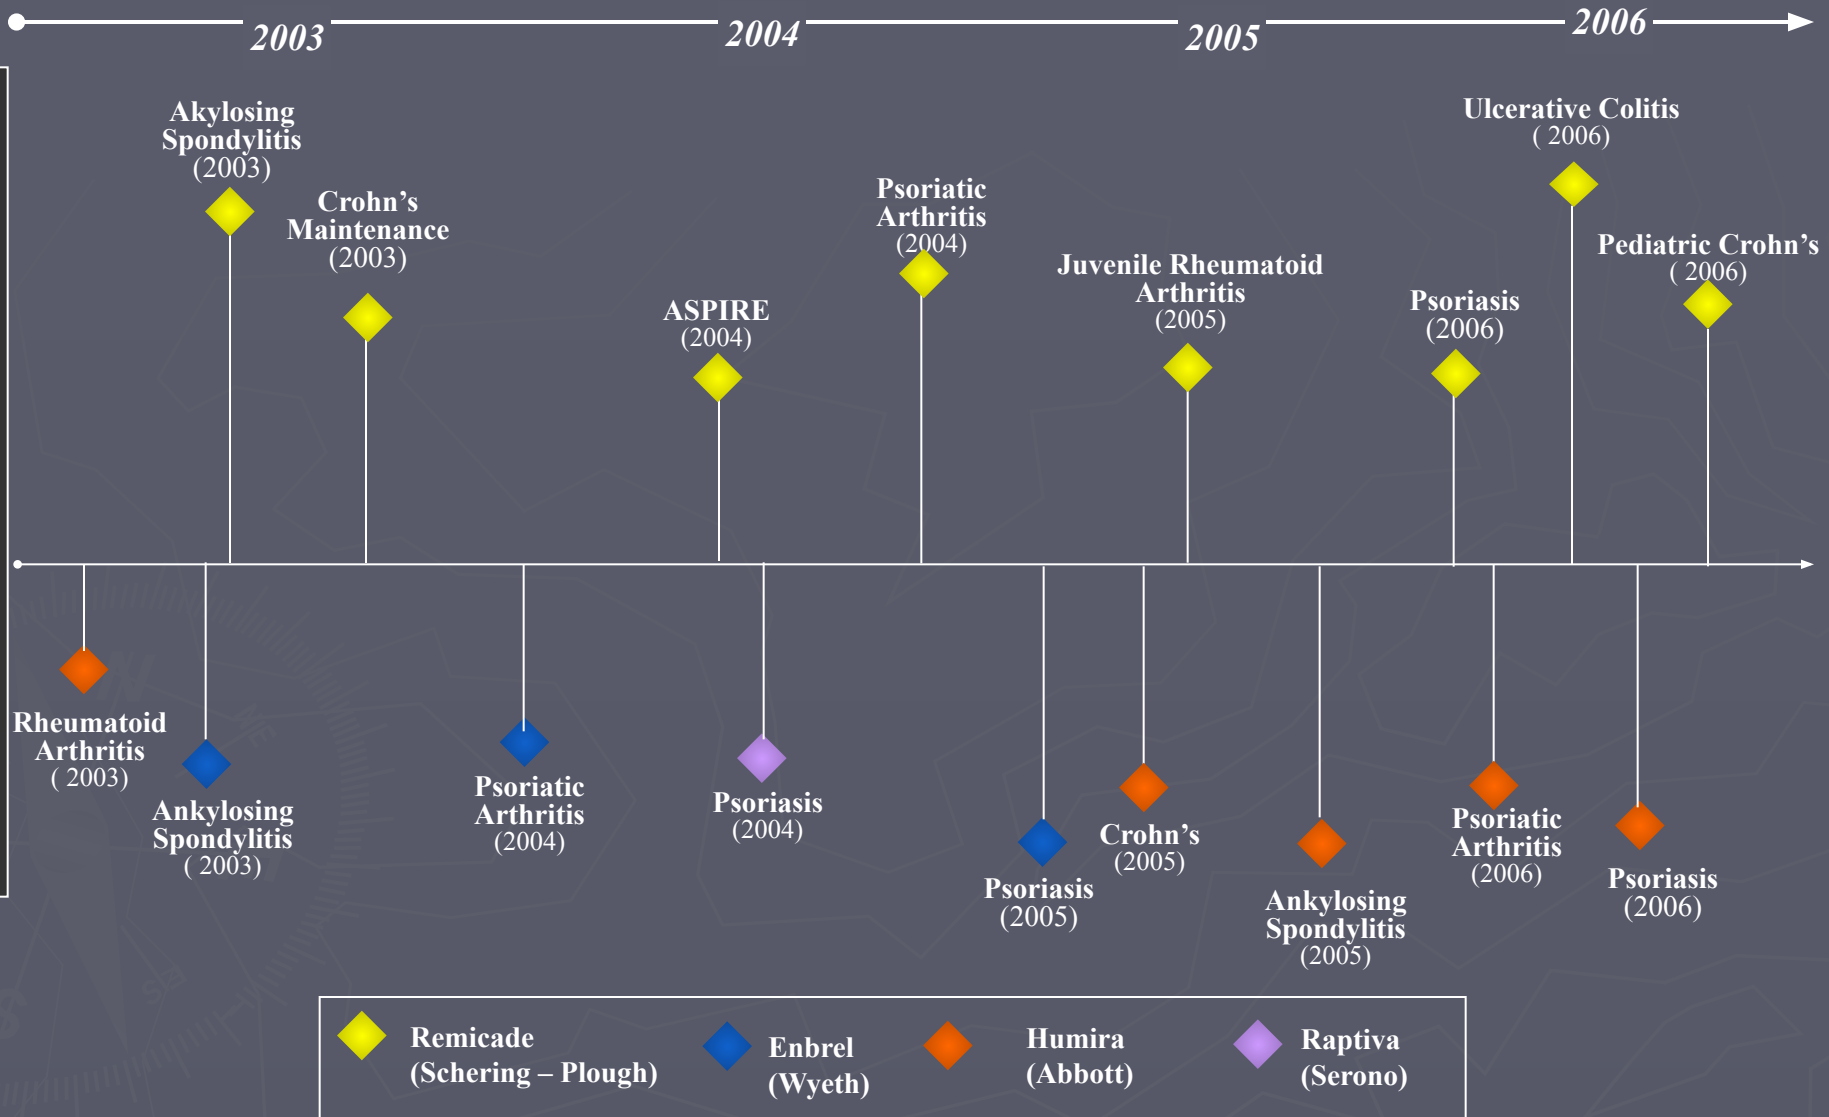 2003
2004
2005
2006
Akylosing
Spondylitis
(2003)
Crohn’s
Maintenance
(2003)
ASPIRE
(2004)
Psoriatic
Arthritis
(2004)
Juvenile Rheumatoid
Arthritis
(2005)
Psoriasis
(2006)
Ulcerative Colitis
( 2006)
Pediatric Crohn’s
( 2006)
Rheumatoid
Arthritis
( 2003)
Ankylosing
Spondylitis
( 2003)
Psoriatic
Arthritis
(2004)
Psoriasis
(2004)
Psoriasis
(2005)
Crohn’s
(2005)
Ankylosing
Spondylitis
(2005)
Psoriatic
Arthritis
(2006)
Psoriasis
(2006)
Remicade
(Schering – Plough)
Enbrel
(Wyeth)
Humira
(Abbott)
Raptiva
(Serono)